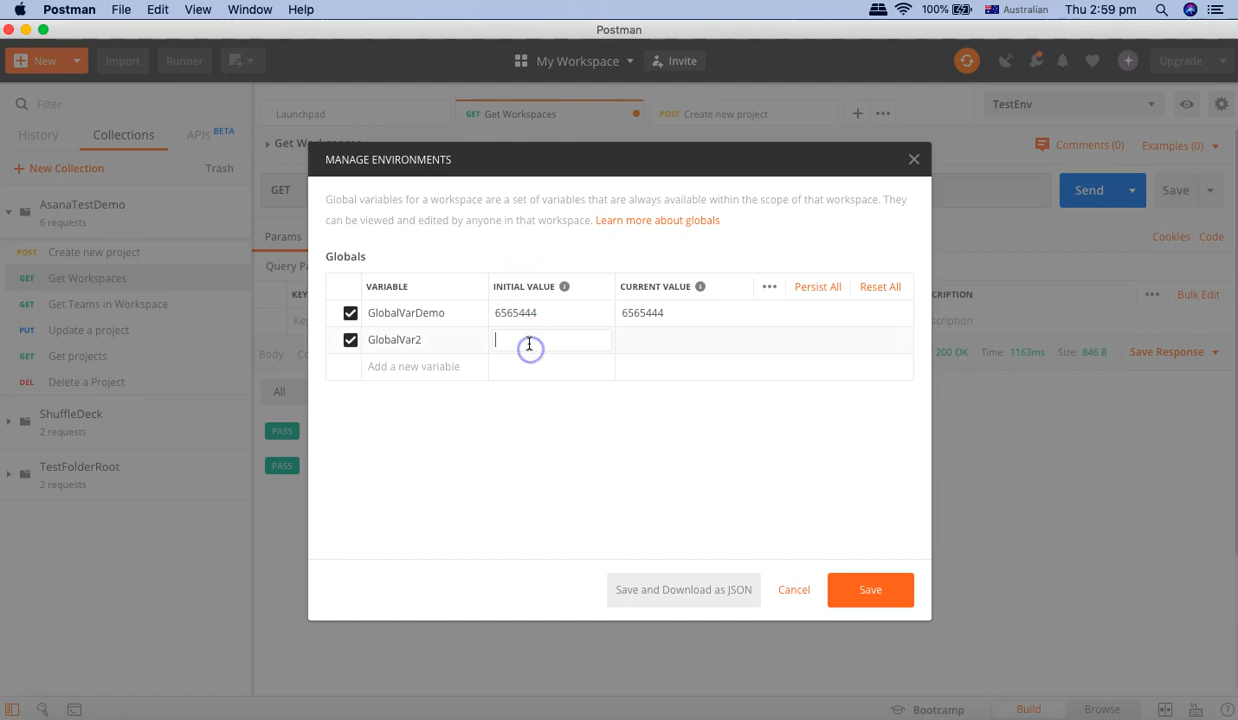 Postman File Edit View Window Help 100% Australian Thu 2:59 pm
Postman
New Import Runner My Workspace Invite Upgrade
Filter
Launchpad GET Get Workspaces POST Create new project TestEnv
History Collections APIs BETA
Get Workspaces Comments (0) Examples (0)
New Collection Trash
GET Send Save
AsanaTestDemo
6 requests
Params Cookies Code
POST Create new project
GET Get Workspaces
GET Get Teams in Workspace
PUT Update a project
GET Get projects
DEL Delete a Project
ShuffleDeck
2 requests
TestFolderRoot
2 requests
Bulk Edit
Body 200 OK Time: 1163ms Size: 846 B Save Response
All
PASS
PASS
MANAGE ENVIRONMENTS
Global variables for a workspace are a set of variables that are always available within the scope of that workspace. They
can be viewed and edited by anyone in that workspace. Learn more about globals
Globals
VARIABLE INITIAL VALUE CURRENT VALUE Persist All Reset All
GlobalVarDemo 6565444 6565444
GlobalVar2
Add a new variable
Save and Download as JSON Cancel Save
Bootcamp Build Browse